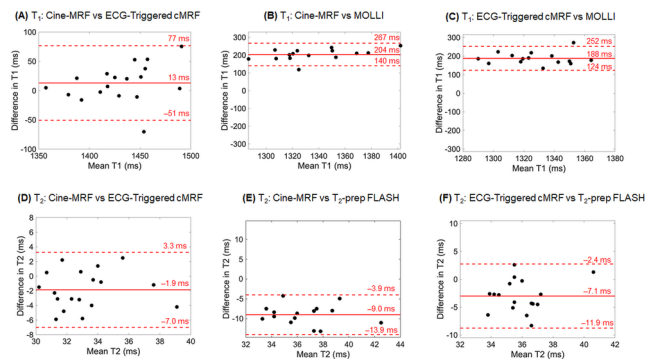 (A) T₁: Cine-MRF vs ECG-Triggered cMRF
100
50
0
-50
-100
1350
1400
1450
1500
77 ms
13 ms
−51 ms
Difference in T1 (ms)
Mean T1 (ms)
(B) T₁: Cine-MRF vs MOLLI
300
200
100
0
-100
-200
-300
1300
1320
1340
1360
1380
1400
267 ms
204 ms
140 ms
Difference in T1 (ms)
Mean T1 (ms)
(C) T₁: ECG-Triggered cMRF vs MOLLI
300
200
100
0
-100
-200
-300
1280
1300
1320
1340
1360
1380
252 ms
188 ms
124 ms
Difference in T1 (ms)
Mean T1 (ms)
(D) T₂: Cine-MRF vs ECG-Triggered cMRF
8
6
4
2
0
-2
-4
-6
-8
30
32
34
36
38
40
3.3 ms
−1.9 ms
−7.0 ms
Difference in T2 (ms)
Mean T2 (ms)
(E) T₂: Cine-MRF vs T₂-prep FLASH
10
5
0
-5
-10
32
34
36
38
40
42
44
−3.9 ms
−9.0 ms
−13.9 ms
Difference in T2 (ms)
Mean T2 (ms)
(F) T₂: ECG-Triggered cMRF vs T₂-prep FLASH
10
5
0
-5
-10
32
34
36
38
40
42
−2.4 ms
−7.1 ms
−11.9 ms
Difference in T2 (ms)
Mean T2 (ms)